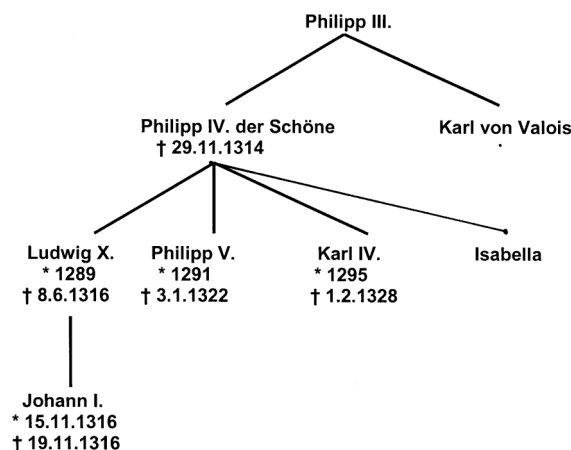 Philipp III.
Philipp IV. der Schöne
† 29.11.1314
Karl von Valois
Ludwig X.
* 1289
† 8.6.1316
Philipp V.
* 1291
† 3.1.1322
Karl IV.
* 1295
† 1.2.1328
Isabella
Johann I.
* 15.11.1316
† 19.11.1316